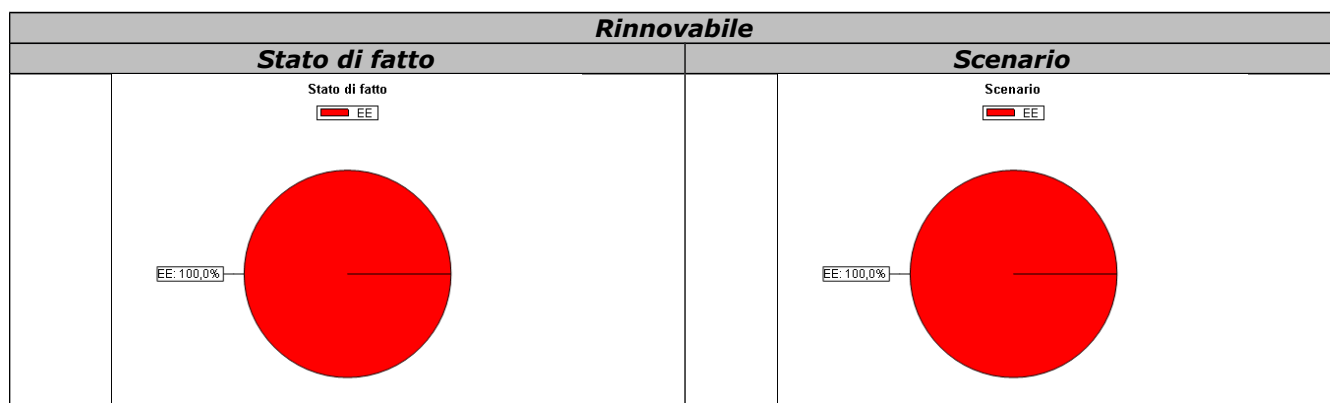 Rinnovabile
Stato di fatto
Scenario
Stato di fatto
EE
EE: 100,0%
Scenario
EE
EE: 100,0%